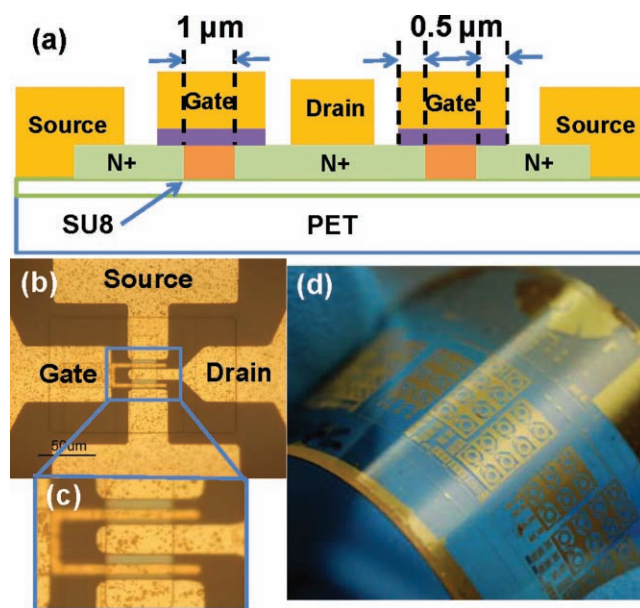 (a)
1 µm
0.5 µm
Source
Gate
Drain
Gate
Source
N+
N+
N+
SU8
PET
(b)
Source
Gate
Drain
50um
(c)
(d)